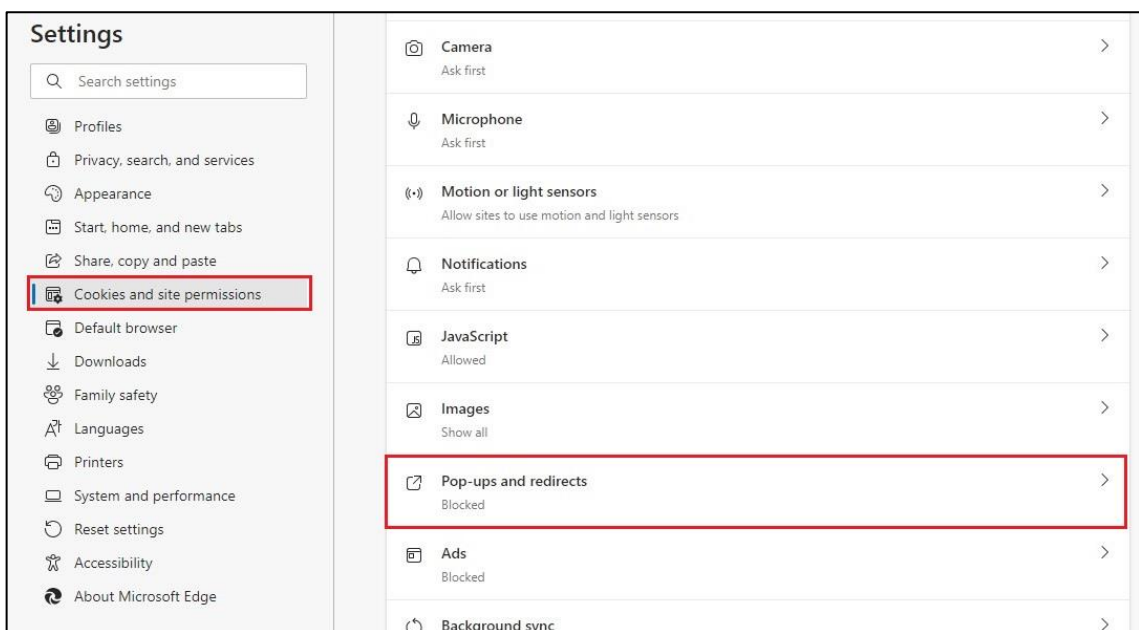 Settings
Search settings
Profiles
Privacy, search, and services
Appearance
Start, home, and new tabs
Share, copy and paste
Cookies and site permissions
Default browser
Downloads
Family safety
Languages
Printers
System and performance
Reset settings
Accessibility
About Microsoft Edge
Camera
Ask first
Microphone
Ask first
Motion or light sensors
Allow sites to use motion and light sensors
Notifications
Ask first
JavaScript
Allowed
Images
Show all
Pop-ups and redirects
Blocked
Ads
Blocked
Background sync